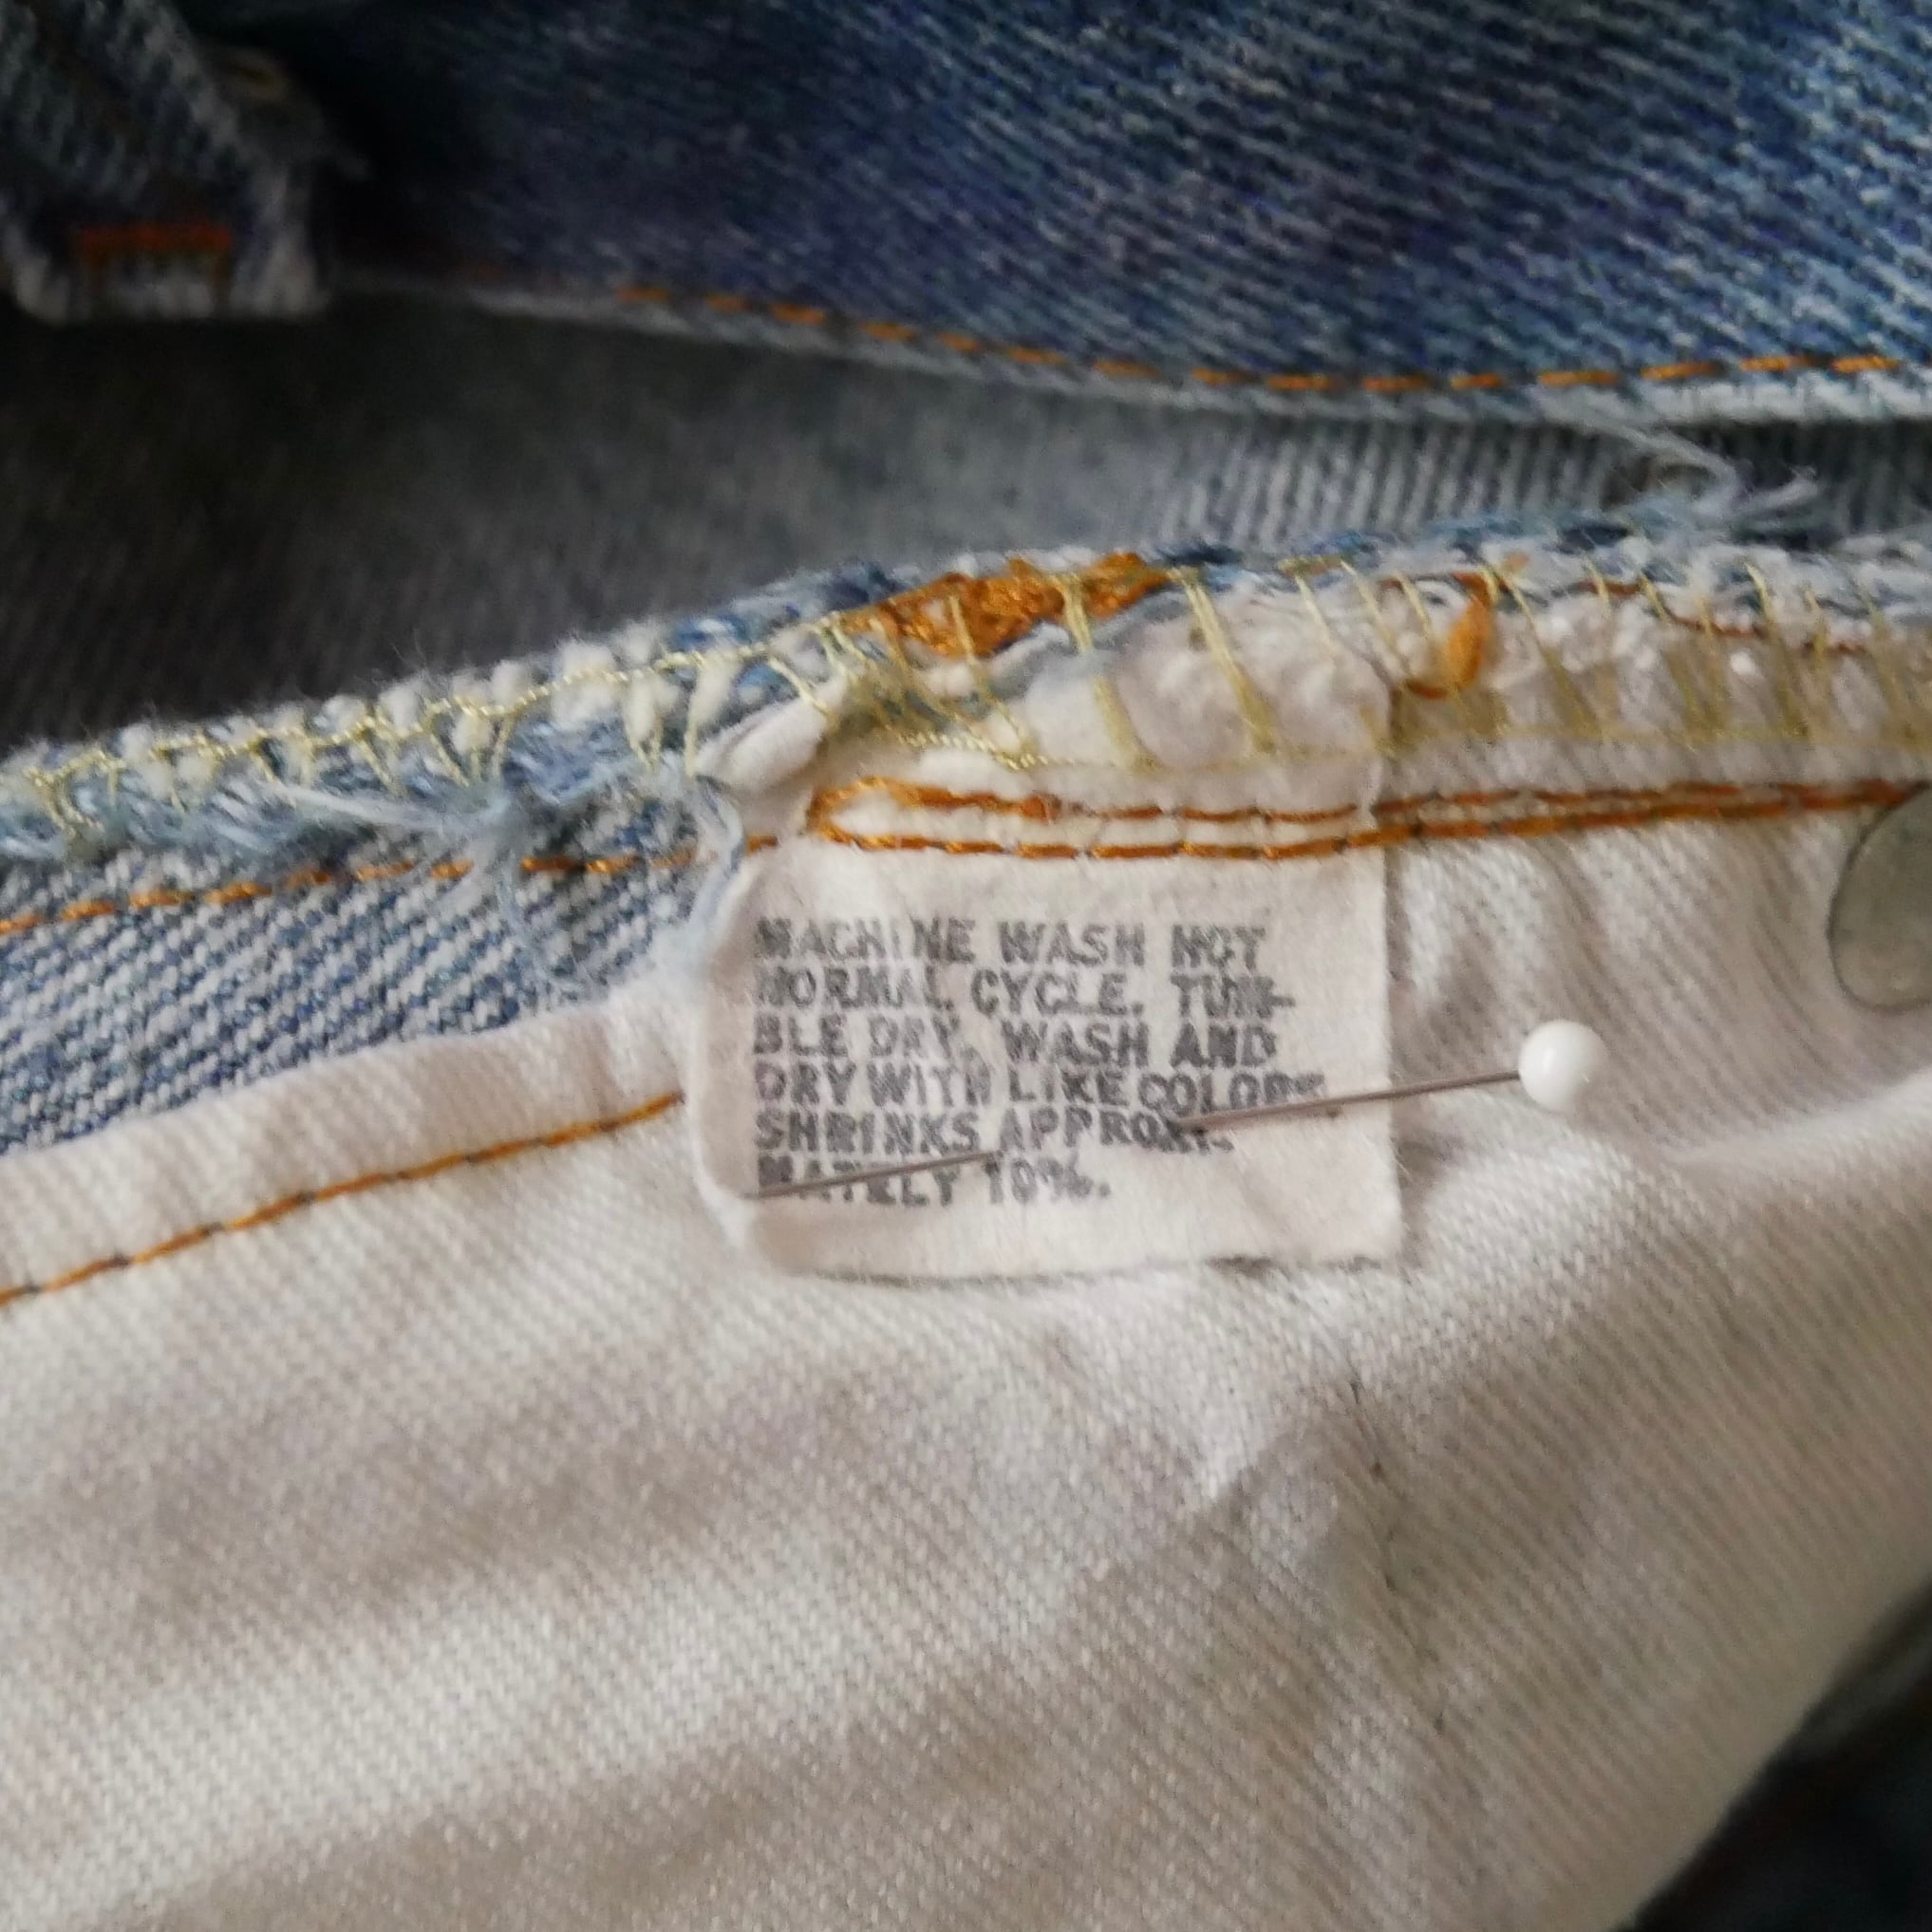 MACHINE WASH HOT
NORMAL CYCLE. TUM-
BLE DRY. WASH AND
DRY WITH LIKE COLORS.
SHRINKS APPROXI-
MATELY 10%.